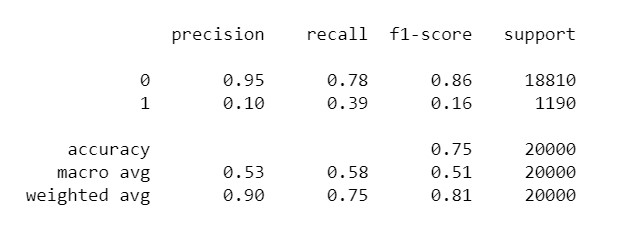 precision recall f1-score support
0 0.95 0.78 0.86 18810
1 0.10 0.39 0.16 1190
accuracy 0.75 20000
macro avg 0.53 0.58 0.51 20000
weighted avg 0.90 0.75 0.81 20000